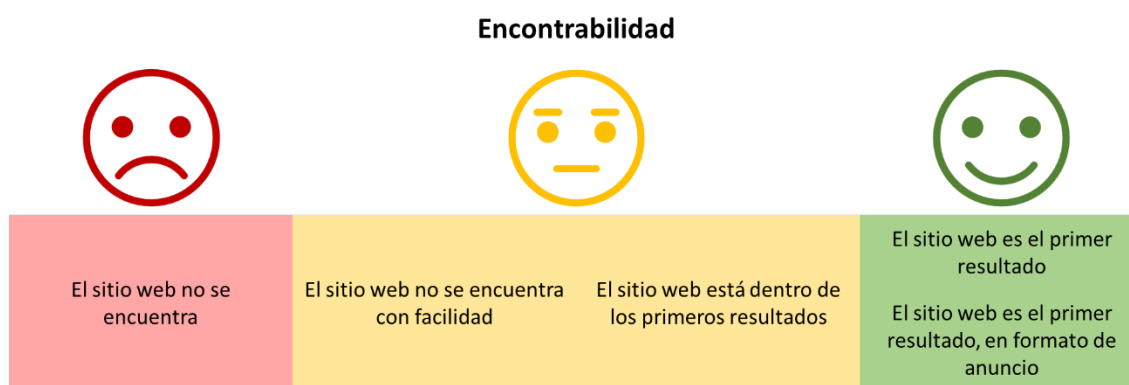 Encontrabilidad
El sitio web no se
encuentra
El sitio web no se encuentra
con facilidad
El sitio web está dentro de
los primeros resultados
El sitio web es el primer
resultado
El sitio web es el primer
resultado, en formato de
anuncio